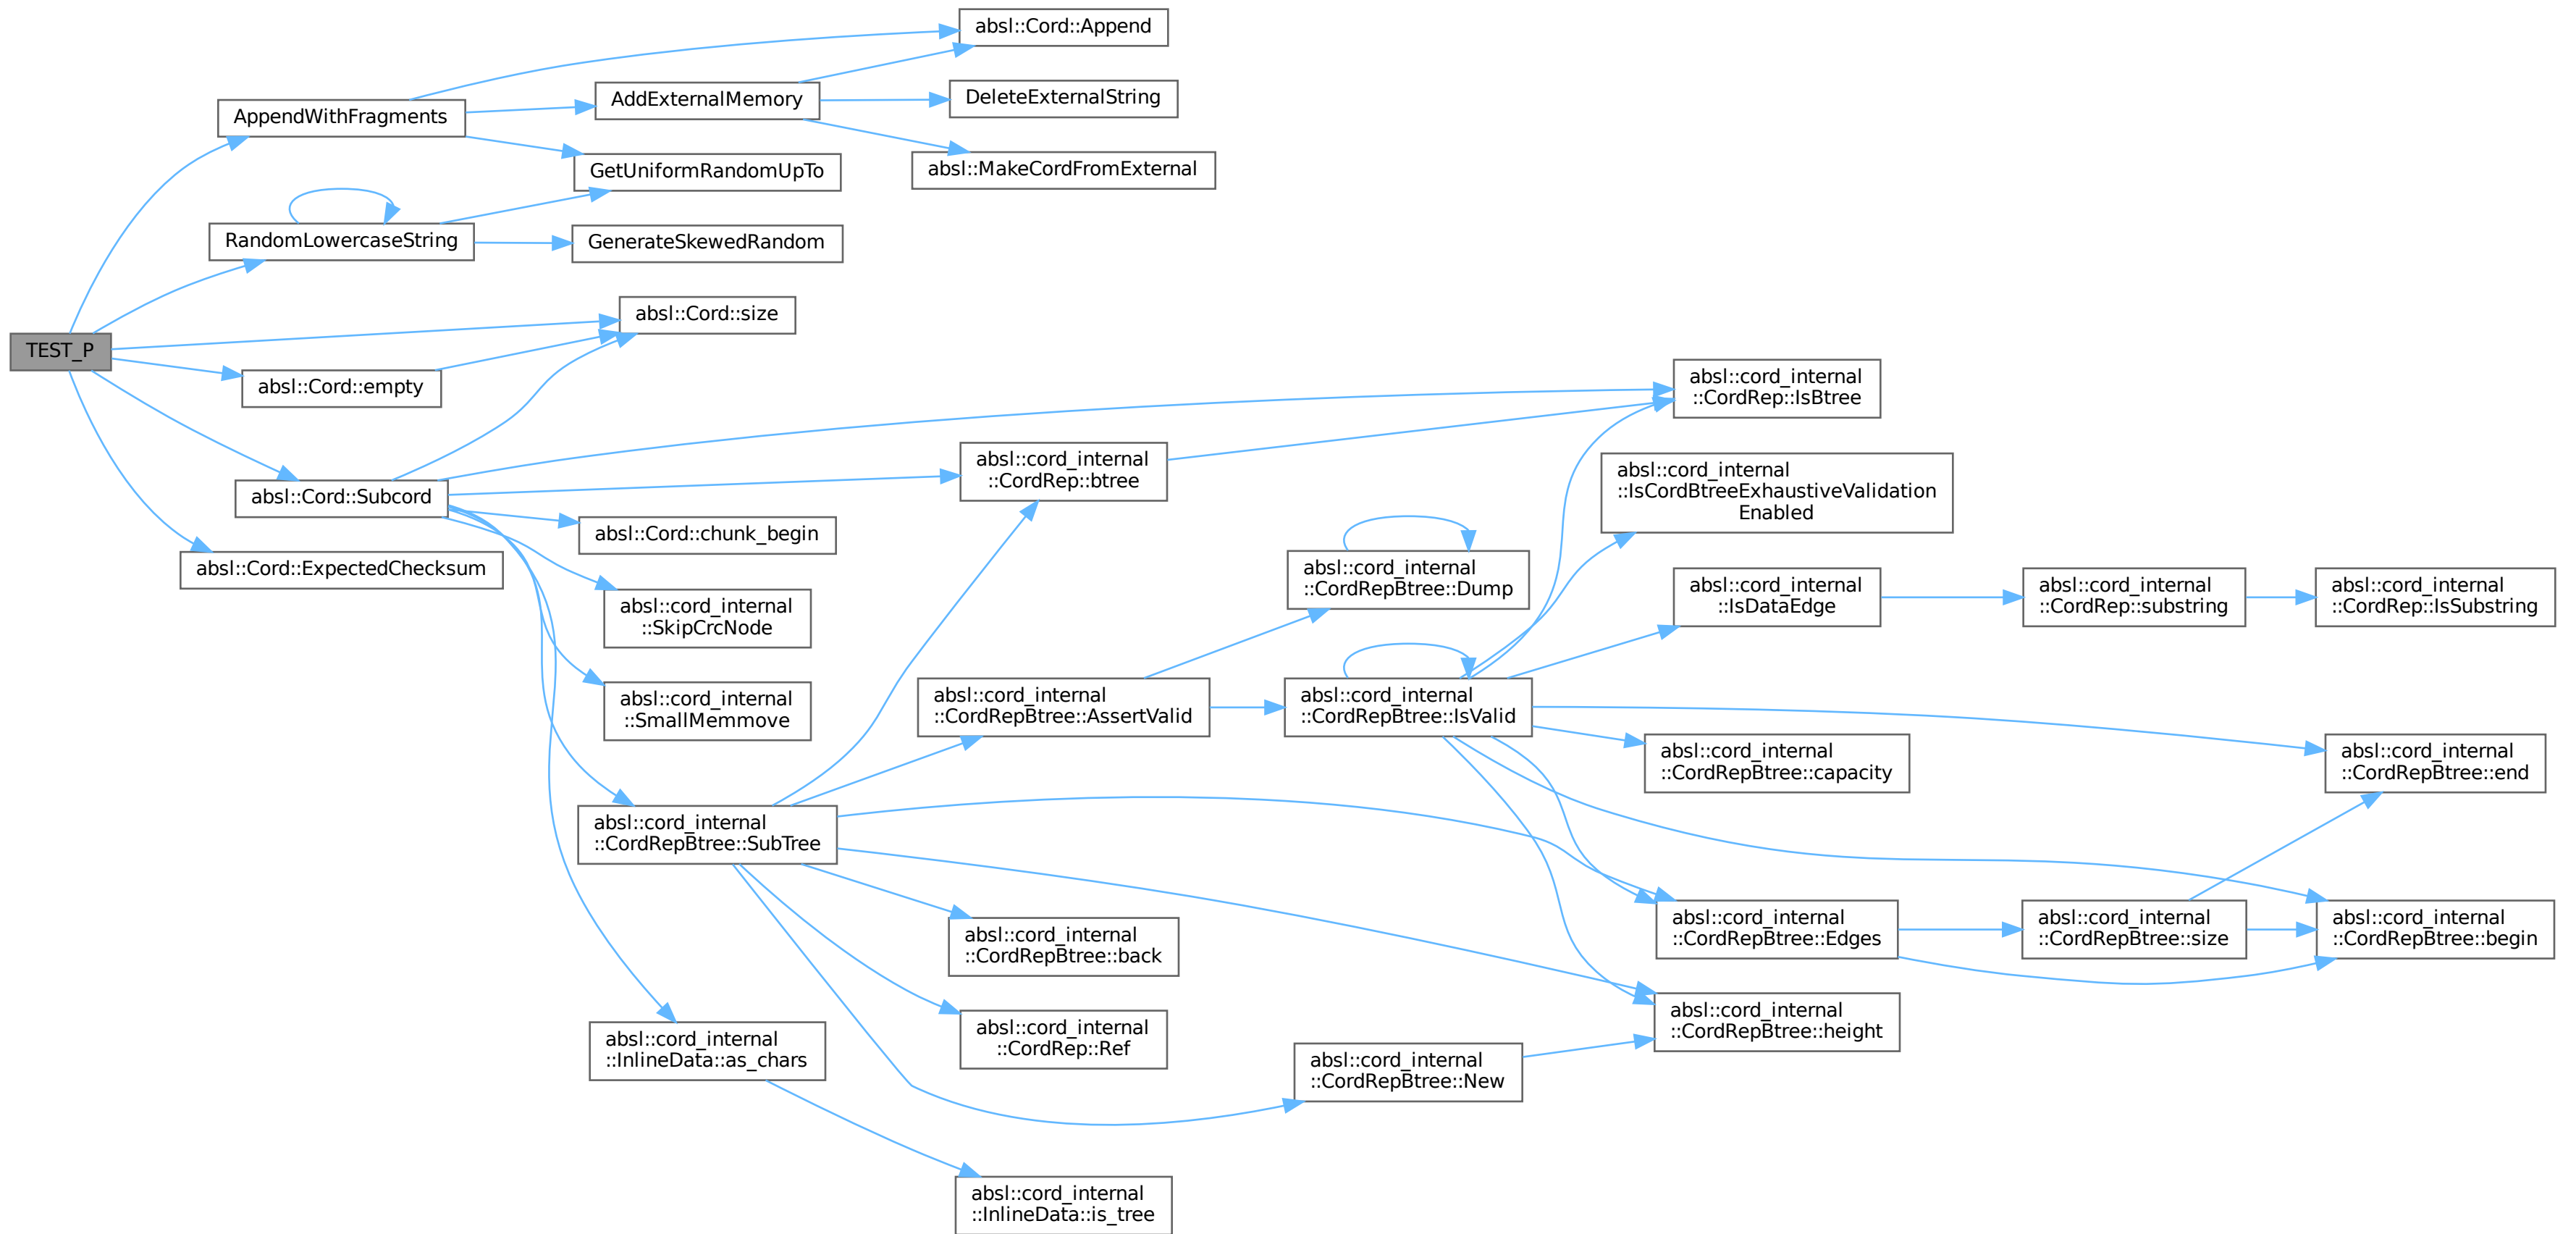 absl::Cord::Append
AddExternalMemory
DeleteExternalString
AppendWithFragments
absl::MakeCordFromExternal
GetUniformRandomUpTo
RandomLowercaseString
GenerateSkewedRandom
absl::Cord::size
TEST_P
absl::Cord::empty
absl::cord_internal
::CordRep::IsBtree
absl::cord_internal
::CordRep::btree
absl::cord_internal
::IsCordBtreeExhaustiveValidation
Enabled
absl::Cord::Subcord
absl::Cord::chunk_begin
absl::Cord::ExpectedChecksum
absl::cord_internal
::CordRepBtree::Dump
absl::cord_internal
::IsDataEdge
absl::cord_internal
::CordRep::substring
absl::cord_internal
::CordRep::IsSubstring
absl::cord_internal
::SkipCrcNode
absl::cord_internal
::SmallMemmove
absl::cord_internal
::CordRepBtree::AssertValid
absl::cord_internal
::CordRepBtree::IsValid
absl::cord_internal
::CordRepBtree::capacity
absl::cord_internal
::CordRepBtree::end
absl::cord_internal
::CordRepBtree::SubTree
absl::cord_internal
::CordRepBtree::back
absl::cord_internal
::CordRepBtree::Edges
absl::cord_internal
::CordRepBtree::size
absl::cord_internal
::CordRepBtree::begin
absl::cord_internal
::CordRep::Ref
absl::cord_internal
::CordRepBtree::height
absl::cord_internal
::InlineData::as_chars
absl::cord_internal
::CordRepBtree::New
absl::cord_internal
::InlineData::is_tree